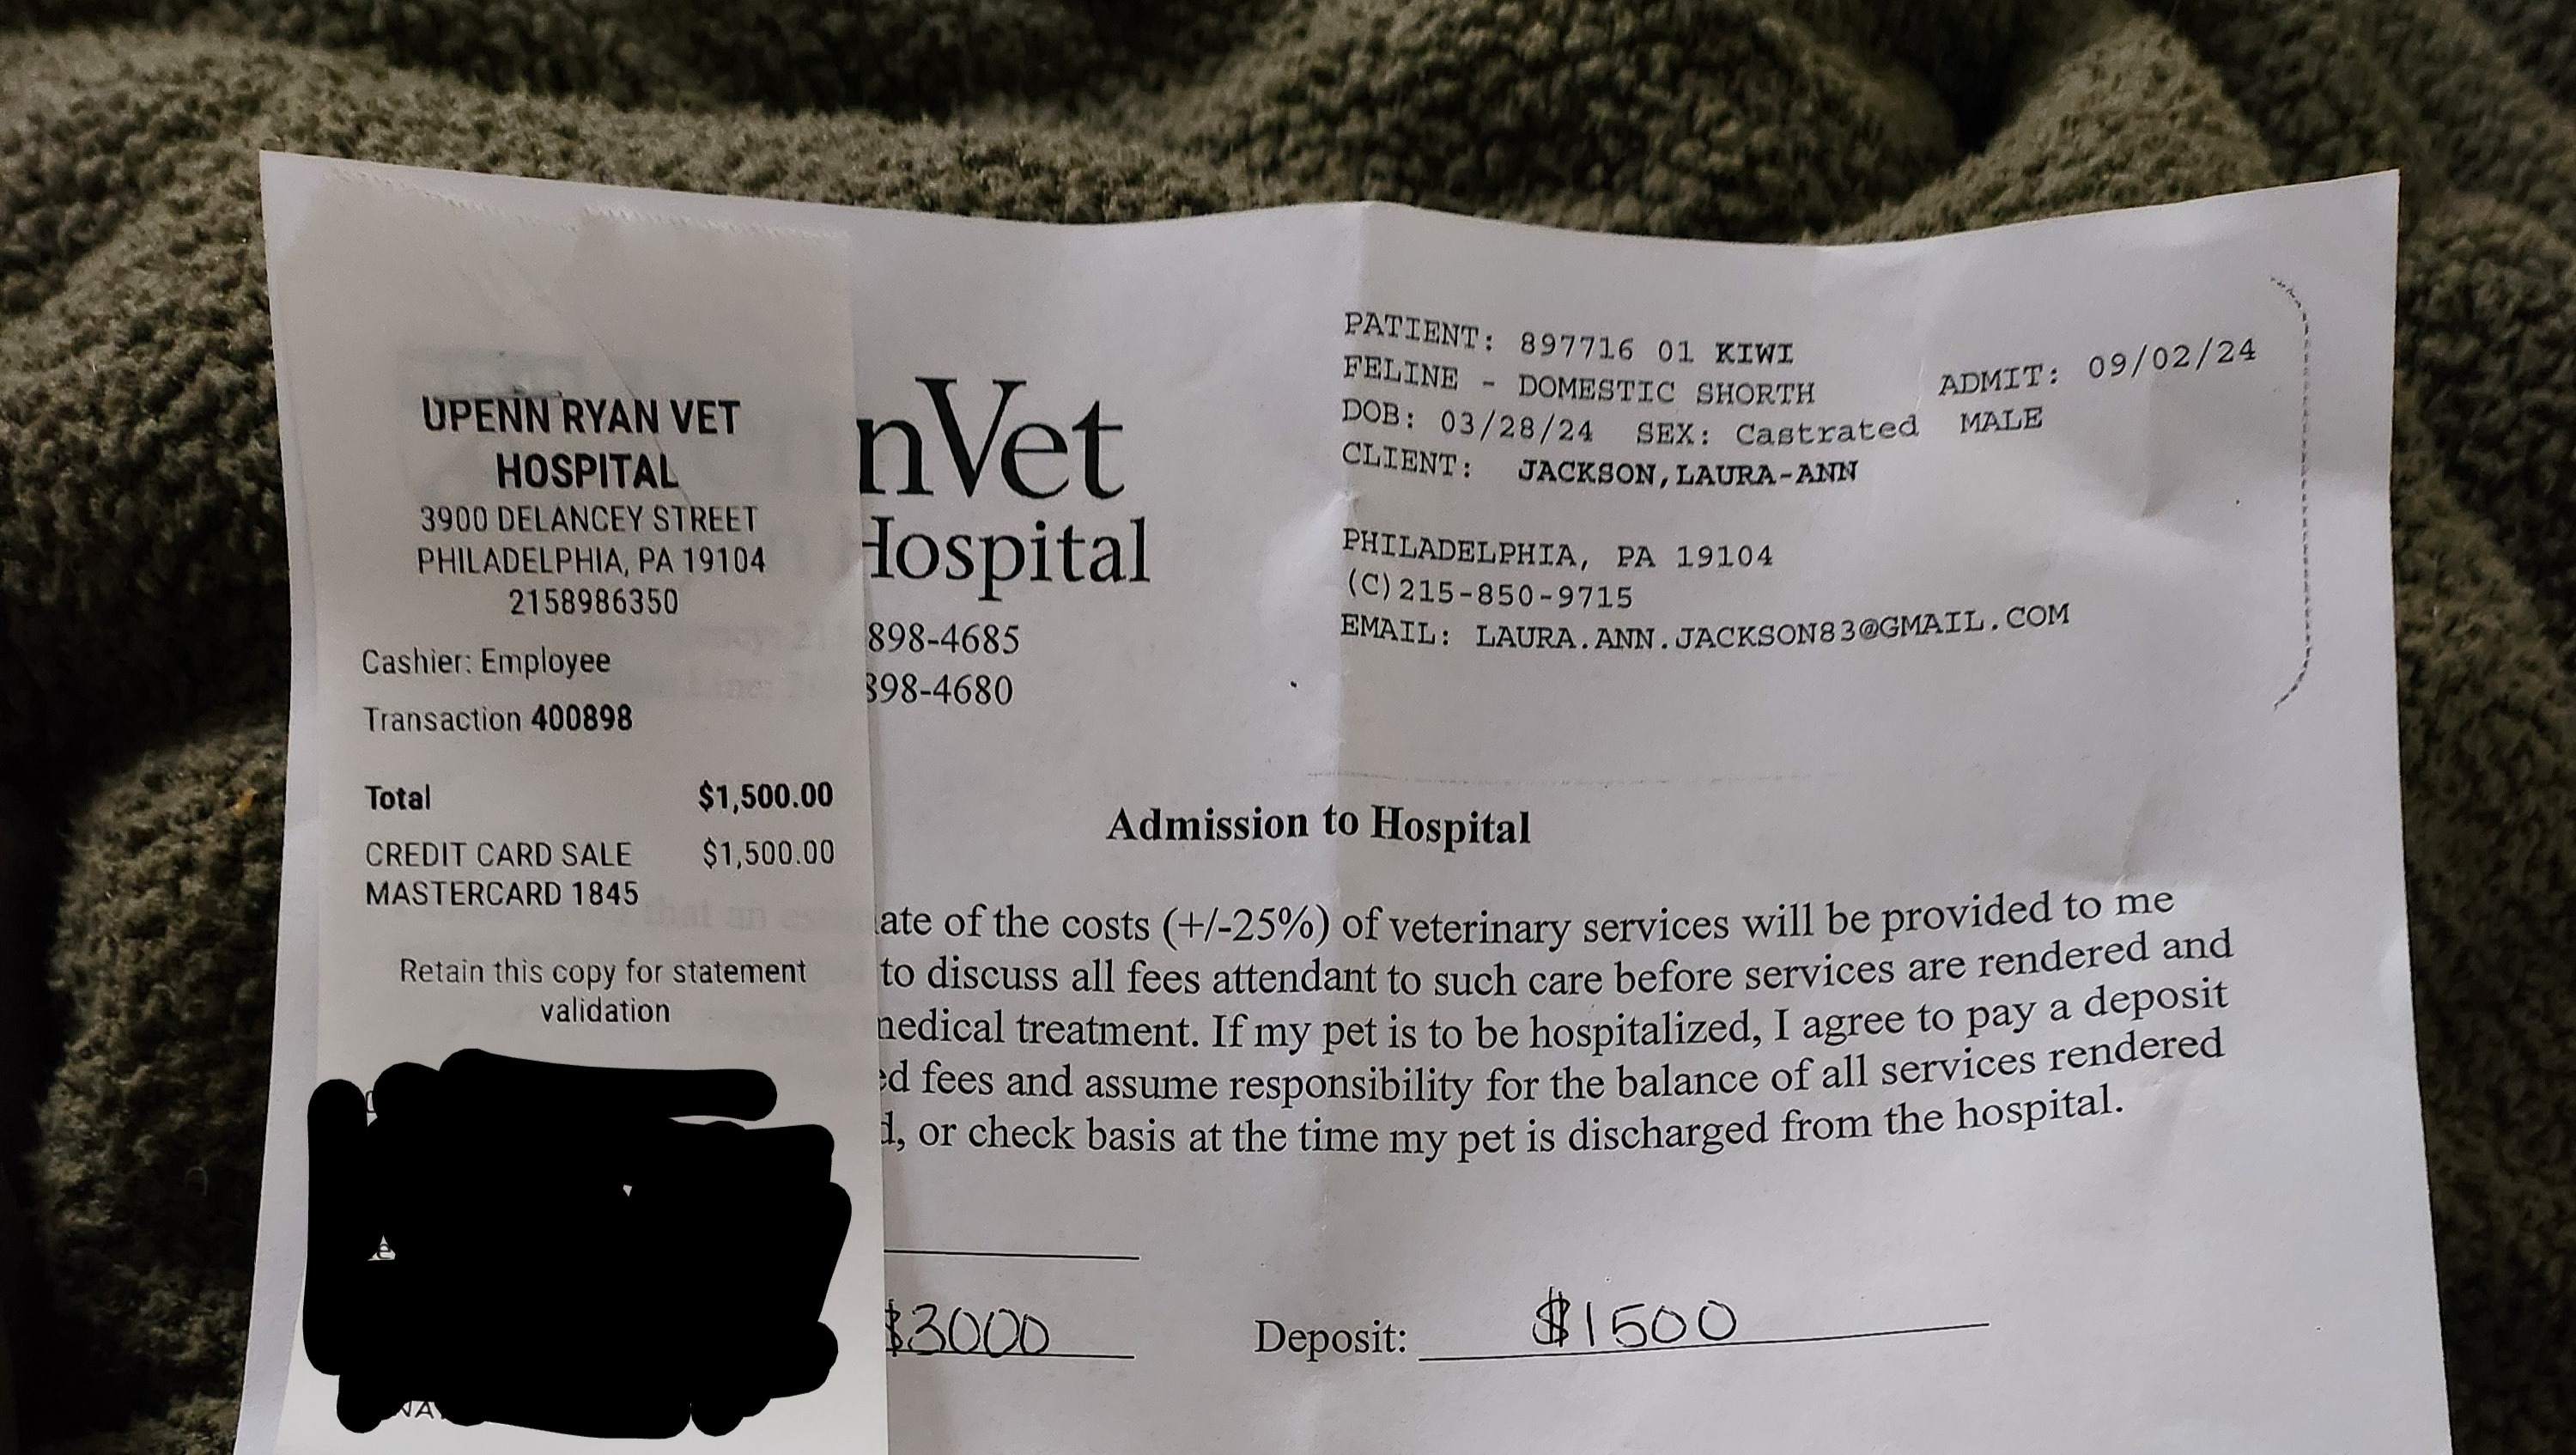 UPENN RYAN VET
HOSPITAL
3900 DELANCEY STREET
PHILADELPHIA, PA 19104
2158986350
Cashier: Employee
Transaction 400898
Total $1,500.00
CREDIT CARD SALE $1,500.00
MASTERCARD 1845
Retain this copy for statement
validation
nVet
Hospital
898-4685
898-4680
PATIENT: 897716 01 KIWI
FELINE - DOMESTIC SHORTH ADMIT: 09/02/24
DOB: 03/28/24 SEX: Castrated MALE
CLIENT: JACKSON,LAURA-ANN
PHILADELPHIA, PA 19104
(C)215-850-9715
EMAIL: LAURA.ANN.JACKSON83@GMAIL.COM
Admission to Hospital
ate of the costs (+/-25%) of veterinary services will be provided to me
to discuss all fees attendant to such care before services are rendered and
medical treatment. If my pet is to be hospitalized, I agree to pay a deposit
ed fees and assume responsibility for the balance of all services rendered
d, or check basis at the time my pet is discharged from the hospital.
$3000 Deposit: $1500